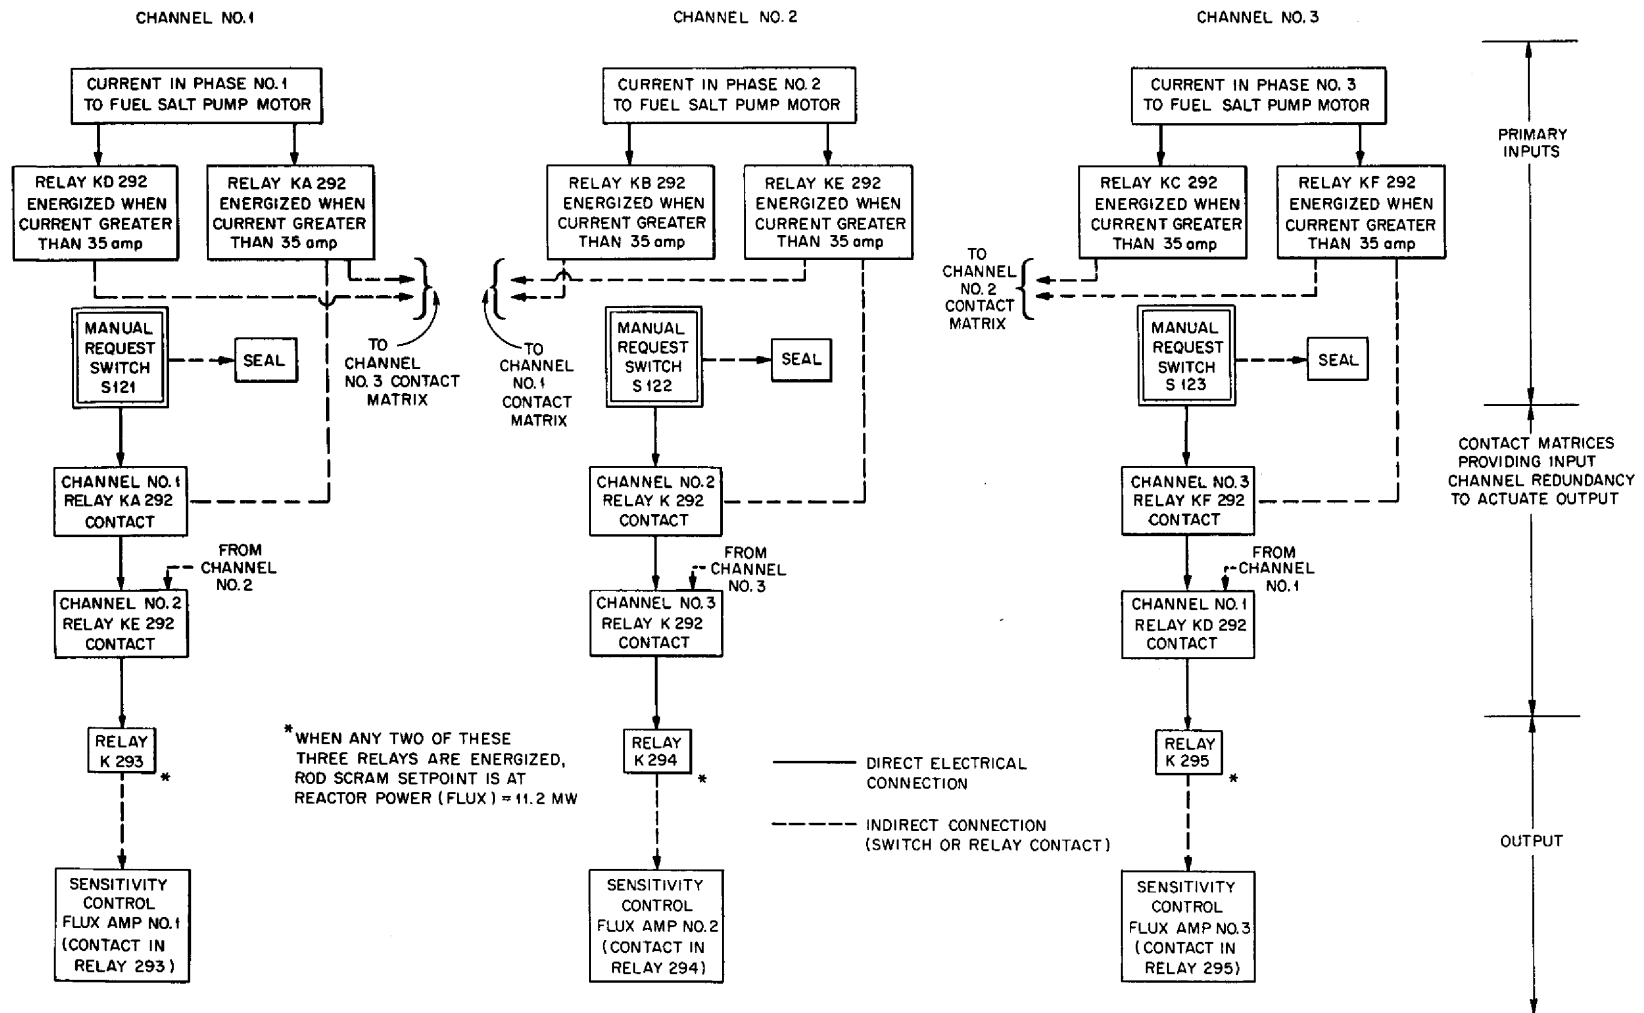 CHANNEL NO.1
CHANNEL NO. 2
CHANNEL NO. 3
CURRENT IN PHASE NO.1
TO FUEL SALT PUMP MOTOR
CURRENT IN PHASE NO. 2
TO FUEL SALT PUMP MOTOR
CURRENT IN PHASE NO. 3
TO FUEL SALT PUMP MOTOR
PRIMARY
INPUTS
RELAY KD 292
ENERGIZED WHEN
CURRENT GREATER
THAN 35 amp
RELAY KA 292
ENERGIZED WHEN
CURRENT GREATER
THAN 35 amp
RELAY KB 292
ENERGIZED WHEN
CURRENT GREATER
THAN 35 amp
RELAY KE 292
ENERGIZED WHEN
CURRENT GREATER
THAN 35 amp
RELAY KC 292
ENERGIZED WHEN
CURRENT GREATER
THAN 35 amp
RELAY KF 292
ENERGIZED WHEN
CURRENT GREATER
THAN 35 amp
TO
CHANNEL
NO. 3 CONTACT
MATRIX
TO
CHANNEL
NO. 1
CONTACT
MATRIX
TO
CHANNEL
NO. 2
CONTACT
MATRIX
MANUAL
REQUEST
SWITCH
S121
SEAL
MANUAL
REQUEST
SWITCH
S 122
SEAL
MANUAL
REQUEST
SWITCH
S 123
SEAL
CONTACT MATRICES
PROVIDING INPUT
CHANNEL REDUNDANCY
TO ACTUATE OUTPUT
CHANNEL NO.1
RELAY KA 292
CONTACT
CHANNEL NO.2
RELAY K 292
CONTACT
CHANNEL NO.3
RELAY KF 292
CONTACT
FROM
CHANNEL
NO. 2
FROM
CHANNEL
NO. 3
FROM
CHANNEL
NO. 1
CHANNEL NO. 2
RELAY KE 292
CONTACT
CHANNEL NO.3
RELAY K 292
CONTACT
CHANNEL NO.1
RELAY KD 292
CONTACT
RELAY
K 293
*
*WHEN ANY TWO OF THESE
THREE RELAYS ARE ENERGIZED,
ROD SCRAM SETPOINT IS AT
REACTOR POWER (FLUX) = 11.2 MW
RELAY
K 294
*
DIRECT ELECTRICAL
CONNECTION
INDIRECT CONNECTION
(SWITCH OR RELAY CONTACT)
RELAY
K 295
*
OUTPUT
SENSITIVITY
CONTROL
FLUX AMP NO.1
(CONTACT IN
RELAY 293)
SENSITIVITY
CONTROL
FLUX AMP NO.2
(CONTACT IN
RELAY 294)
SENSITIVITY
CONTROL
FLUX AMP NO.3
(CONTACT IN
RELAY 295)